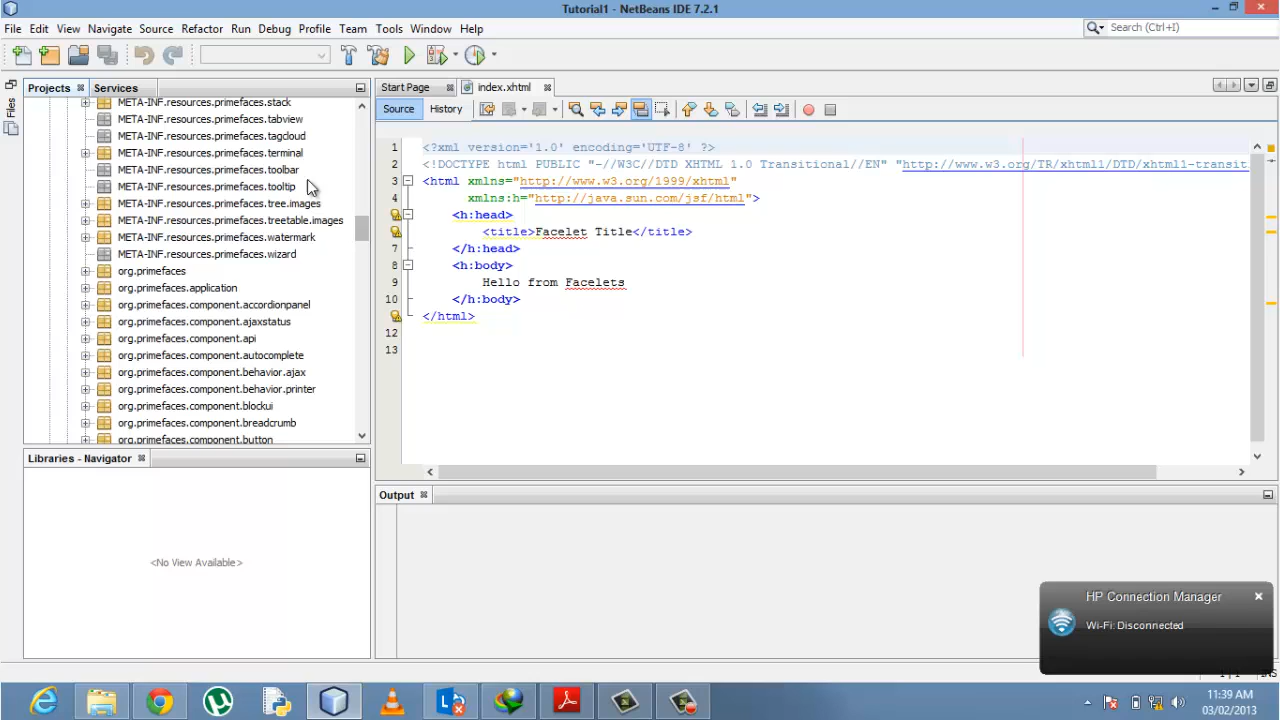 Tutorial1 - NetBeans IDE 7.2.1
File Edit View Navigate Source Refactor Run Debug Profile Team Tools Window Help
Search (Ctrl+I)
Projects
Services
Files
META-INF.resources.primefaces.stack
META-INF.resources.primefaces.tabview
META-INF.resources.primefaces.tagcloud
META-INF.resources.primefaces.terminal
META-INF.resources.primefaces.toolbar
META-INF.resources.primefaces.tooltip
META-INF.resources.primefaces.tree.images
META-INF.resources.primefaces.treetable.images
META-INF.resources.primefaces.watermark
META-INF.resources.primefaces.wizard
org.primefaces
org.primefaces.application
org.primefaces.component.accordionpanel
org.primefaces.component.ajaxstatus
org.primefaces.component.api
org.primefaces.component.autocomplete
org.primefaces.component.behavior.ajax
org.primefaces.component.behavior.printer
org.primefaces.component.blockui
org.primefaces.component.breadcrumb
org.primefaces.component.button
Libraries - Navigator
<No View Available>
Start Page
index.xhtml
Source History
1 <?xml version='1.0' encoding='UTF-8' ?>
2 <!DOCTYPE html PUBLIC "-//W3C//DTD XHTML 1.0 Transitional//EN" "http://www.w3.org/TR/xhtml1/DTD/xhtml1-transit
3 <html xmlns="http://www.w3.org/1999/xhtml"
4 xmlns:h="http://java.sun.com/jsf/html">
<h:head>
<title>Facelet Title</title>
7 </h:head>
8 <h:body>
9 Hello from Facelets
10 </h:body>
</html>
12
13
Output
HP Connection Manager
Wi-Fi: Disconnected
1|1
INS
11:39 AM
03/02/2013